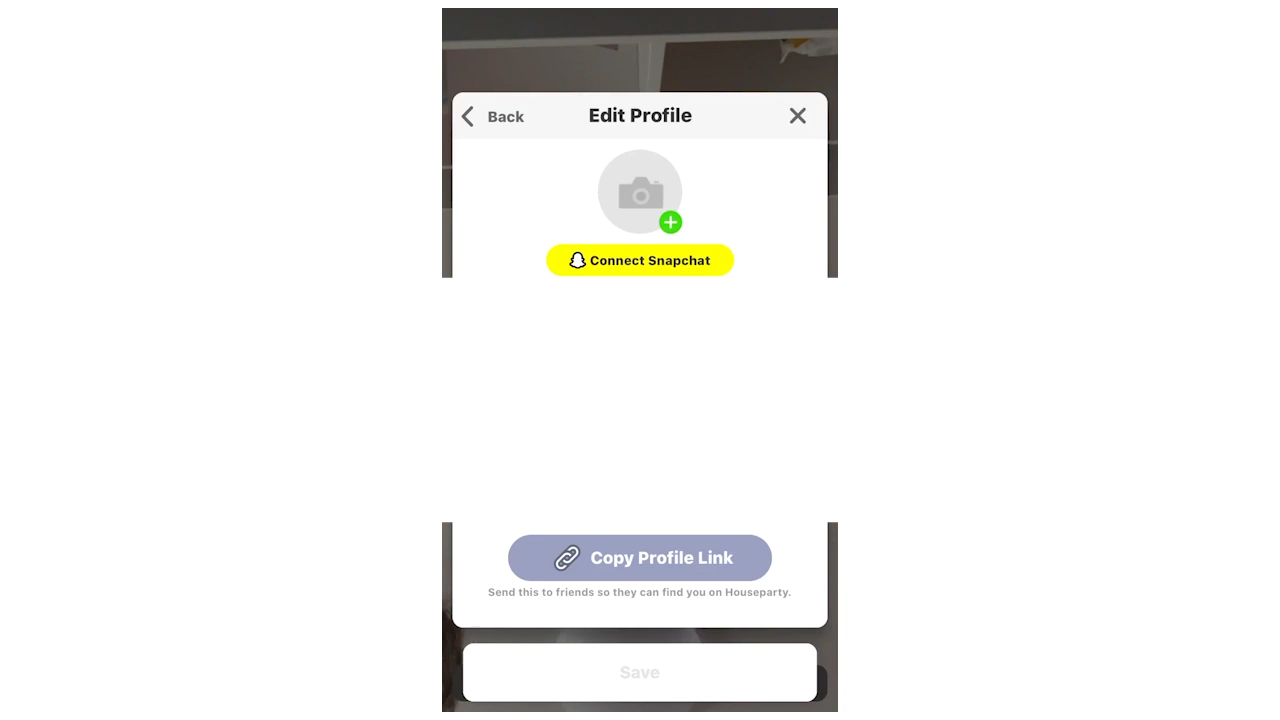 Back
Edit Profile
Connect Snapchat
Copy Profile Link
Send this to friends so they can find you on Houseparty.
Save